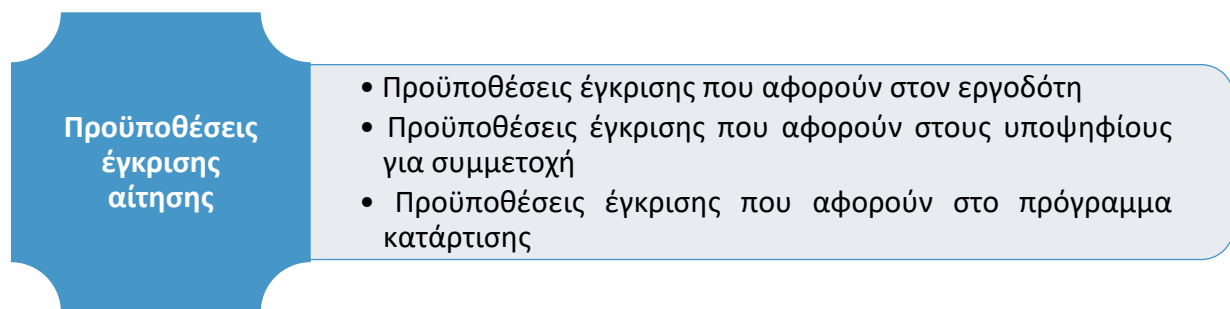 Προϋποθέσεις
έγκρισης
αίτησης
• Προϋποθέσεις έγκρισης που αφορούν στον εργοδότη
• Προϋποθέσεις έγκρισης που αφορούν στους υποψηφίους
για συμμετοχή
• Προϋποθέσεις έγκρισης που αφορούν στο πρόγραμμα
κατάρτισης